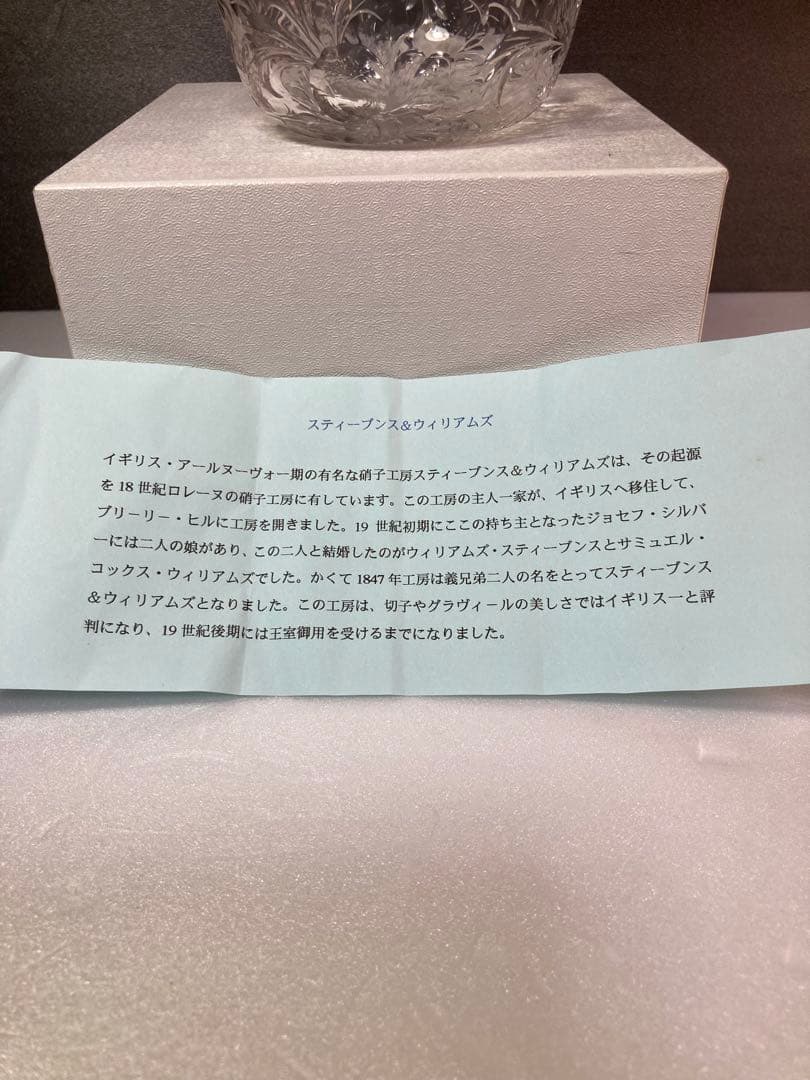 スティーブンス&ウィリアムズ
イギリス・アールヌーヴォー期の有名な硝子工房スティーブンス&ウィリアムズは、その起源
を18世紀ロレーヌの硝子工房に有しています。この工房の主人一家が、イギリスへ移住して、
ブリーリー・ヒルに工房を開きました。19 世紀初期にここの持ち主となったジョセフ・シルバ
ーには二人の娘があり、この二人と結婚したのがウィリアムズ・スティーブンスとサミュエル・
コックス・ウィリアムズでした。かくて1847年工房は義兄弟二人の名をとってスティーブンス
&ウィリアムズとなりました。この工房は、切子やグラヴィールの美しさではイギリス一と評
判になり、19世紀後期には王室御用を受けるまでになりました。